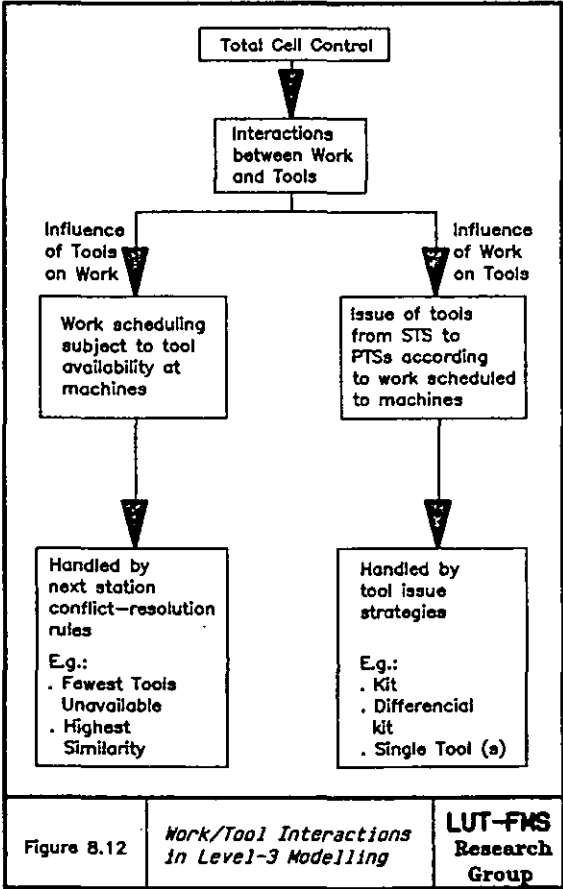 Total Cell Control
Interactions
between Work
and Tools
Influence
of Tools
on Work
Influence
of Work
on Tools
Work scheduling
subject to tool
availability at
machines
Issue of tools
from STS to
PTSs according
to work scheduled
to machines
Handled by
next station
conflict-resolution
rules
E.g.:
. Fewest Tools
Unavailable
. Highest
Similarity
Handled by
tool issue
strategies
E.g.:
. Kit
. Differencial
kit
. Single Tool (s)
Figure 8.12
Work/Tool Interactions
in Level-3 Modelling
LUT-FMS
Research
Group